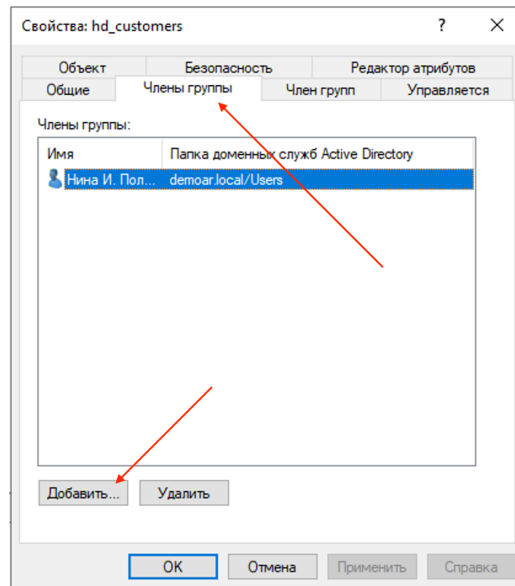 Свойства: hd_customers
Объект Безопасность Редактор атрибутов
Общие Члены группы Член групп Управляется
Члены группы:
Имя Папка доменных служб Active Directory
Нина И. Пол... demoar.local/Users
Добавить... Удалить
OK Отмена Применить Справка